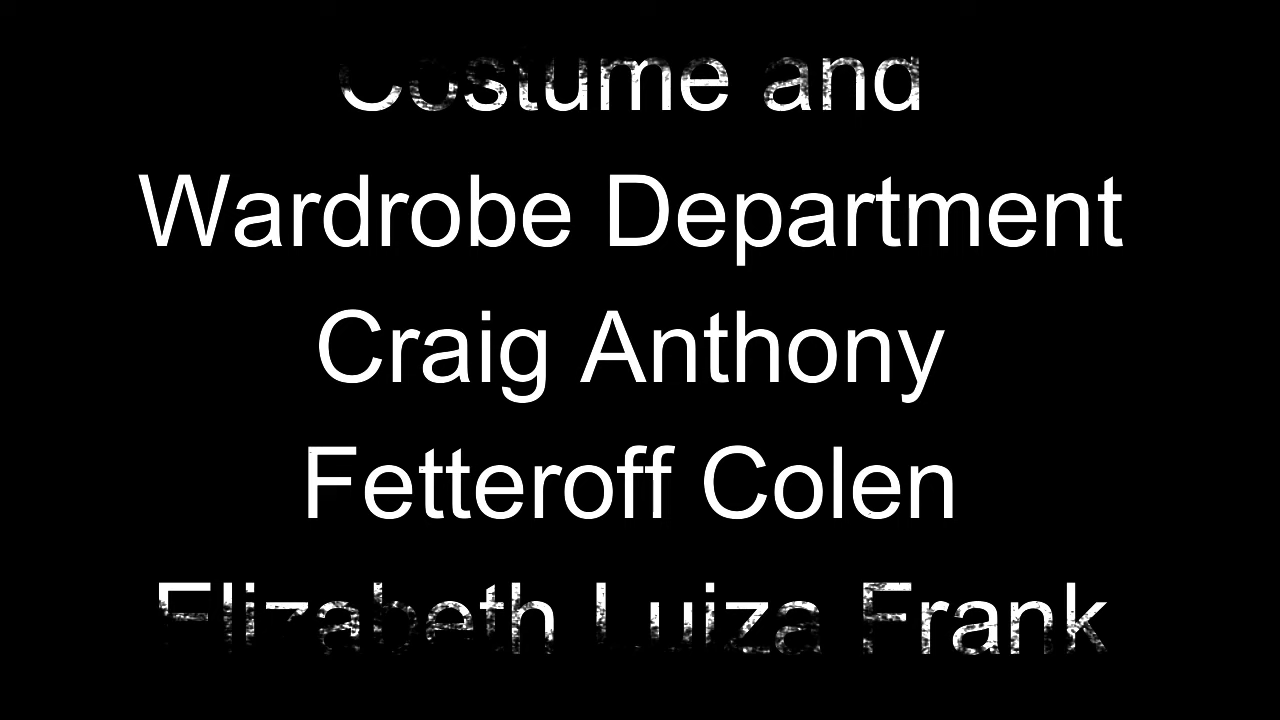 Costume and
Wardrobe Department
Craig Anthony
Fetteroff Colen
Elizabeth Luiza Frank